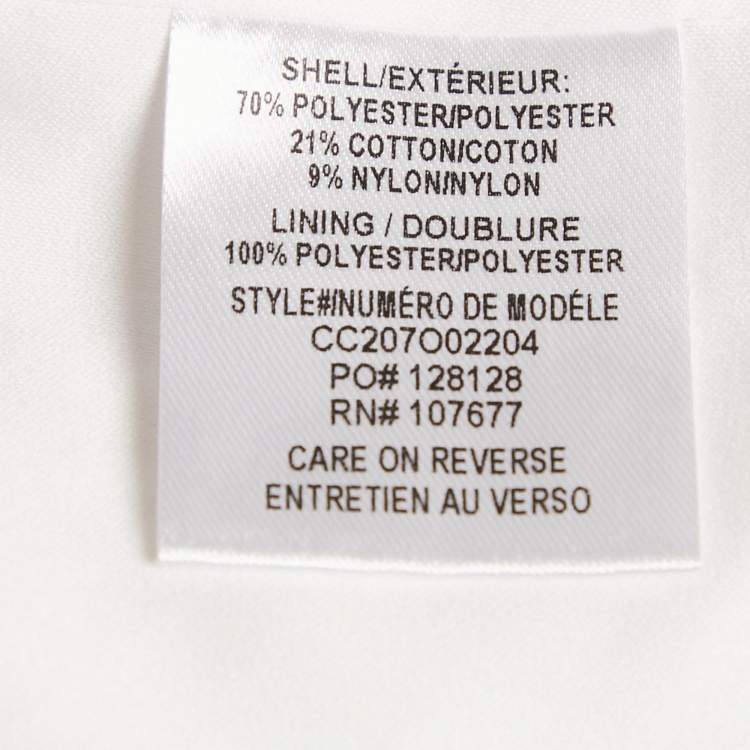 SHELL/EXTÉRIEUR:
70% POLYESTER/POLYESTER
21% COTTON/COTON
9% NYLON/NYLON
LINING / DOUBLURE
100% POLYESTER/POLYESTER
STYLE#/NUMÉRO DE MODÉLE
CC207O02204
PO# 128128
RN# 107677
CARE ON REVERSE
ENTRETIEN AU VERSO